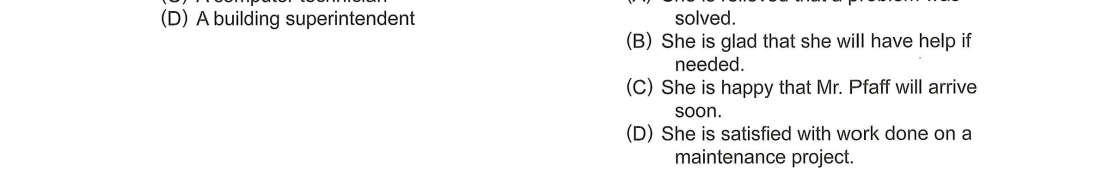 (D) A building superintendent
solved.
(B) She is glad that she will have help if
needed.
(C) She is happy that Mr. Pfaff will arrive
soon.
(D) She is satisfied with work done on a
maintenance project.